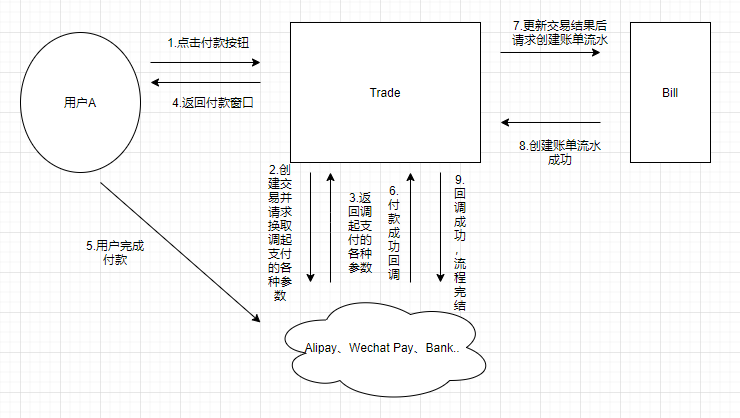 1.点击付款按钮
7.更新交易结果后
请求创建账单流水
用户A
Trade
Bill
4.返回付款窗口
8.创建账单流水
成功
2.创
建交
易并
请求
换取
调起
支付
的各
种参
数
3.返
回调
起支
付的
各种
参数
6.
付
款
成
功
回
调
9.
回
调
成
功
,
流
程
完
结
5.用户完成
付款
Alipay、Wechat Pay、Bank..